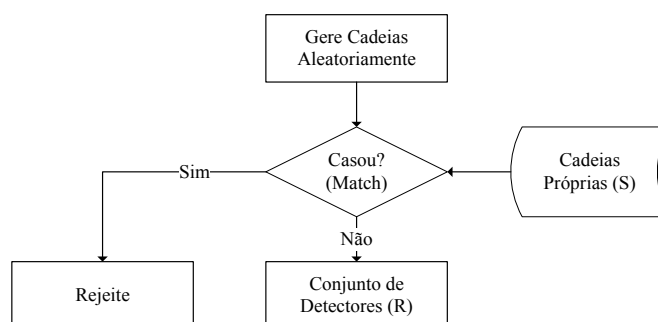 Gere Cadeias
Aleatoriamente
Casou?
(Match)
Cadeias
Próprias (S)
Sim
Não
Rejeite
Conjunto de
Detectores (R)